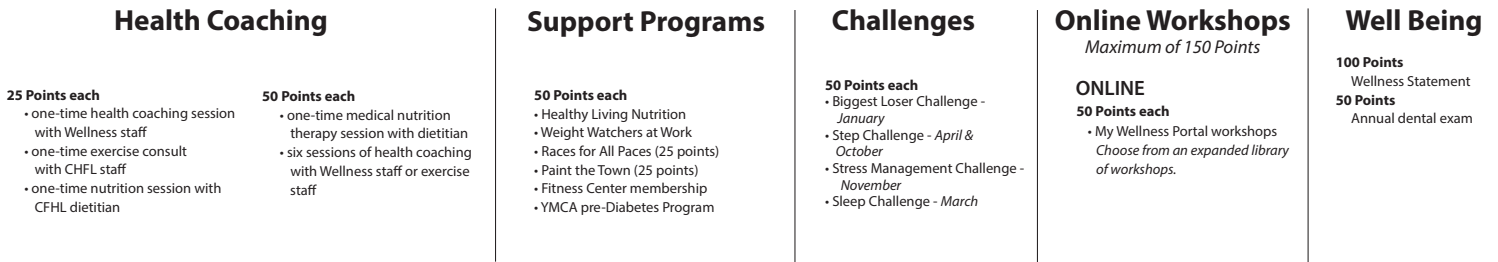 Health Coaching
25 Points each
• one-time health coaching session
with Wellness staff
• one-time exercise consult
with CHFL staff
• one-time nutrition session with
CFHL dietitian
50 Points each
• one-time medical nutrition
therapy session with dietitian
• six sessions of health coaching
with Wellness staff or exercise
staff
Support Programs
50 Points each
• Healthy Living Nutrition
• Weight Watchers at Work
• Races for All Paces (25 points)
• Paint the Town (25 points)
• Fitness Center membership
• YMCA pre-Diabetes Program
Challenges
50 Points each
• Biggest Loser Challenge -
January
• Step Challenge - April &
October
• Stress Management Challenge -
November
• Sleep Challenge - March
Online Workshops
Maximum of 150 Points
ONLINE
50 Points each
• My Wellness Portal workshops
Choose from an expanded library
of workshops.
Well Being
100 Points
Wellness Statement
50 Points
Annual dental exam